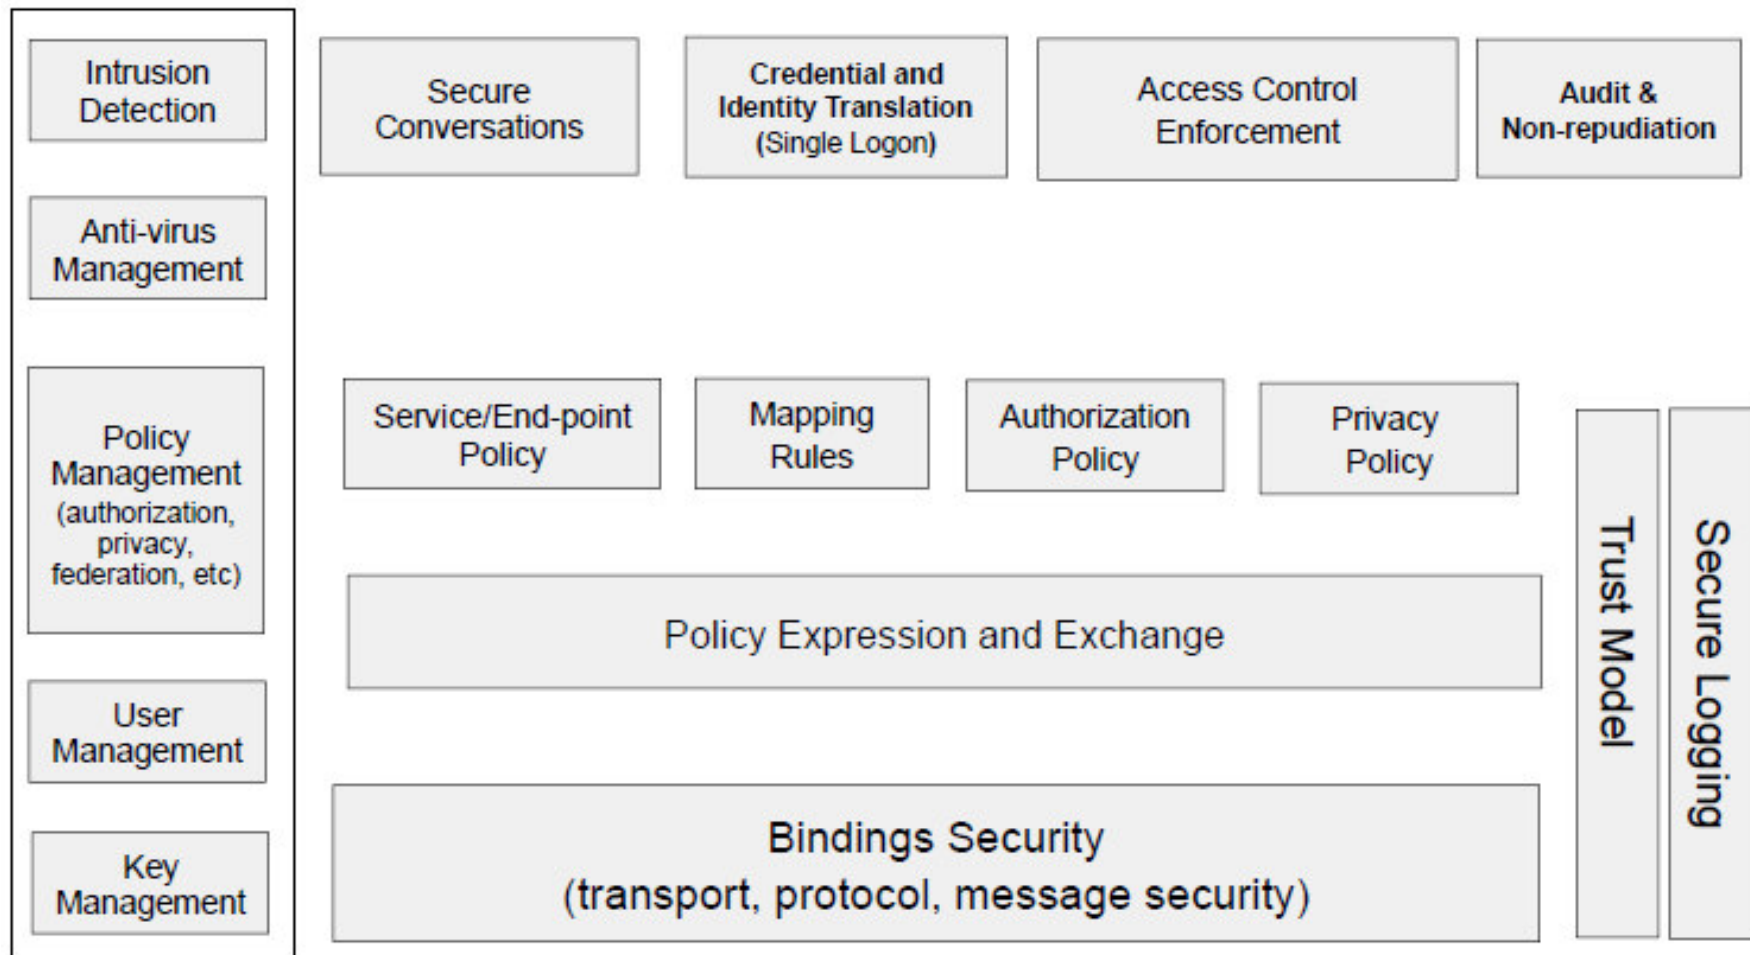 Intrusion
Detection
Secure
Conversations
Credential and
Identity Translation
(Single Logon)
Access Control
Enforcement
Audit &
Non-repudiation
Anti-virus
Management
Policy
Management
(authorization,
privacy,
federation, etc)
Service/End-point
Policy
Mapping
Rules
Authorization
Policy
Privacy
Policy
Trust Model
Secure Logging
Policy Expression and Exchange
User
Management
Bindings Security
(transport, protocol, message security)
Key
Management